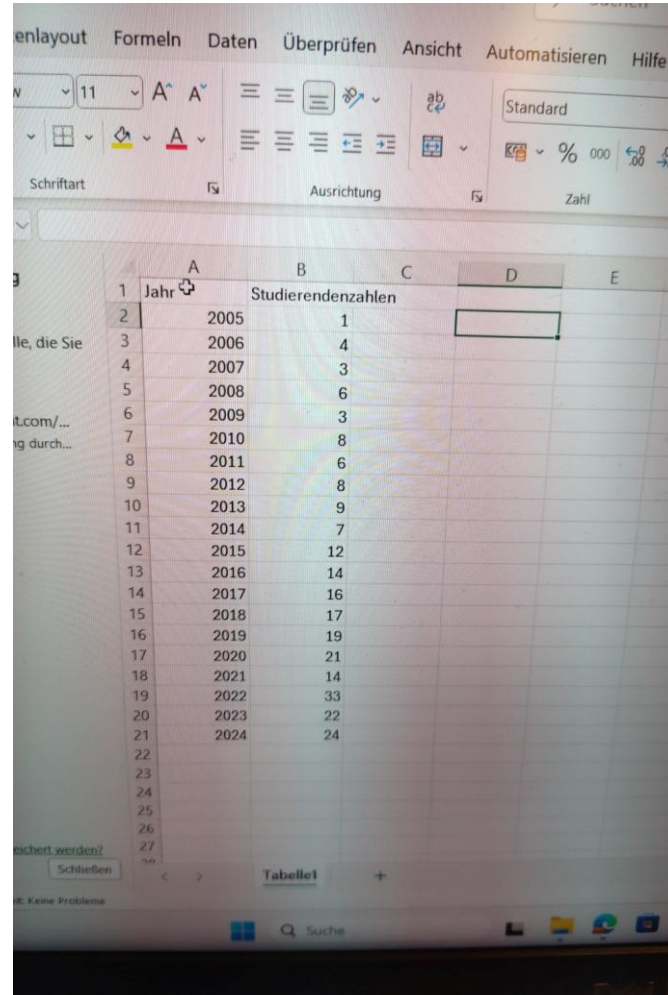 enlayout Formeln Daten Überprüfen Ansicht Automatisieren Hilfe
11 A A ab Standard
A % 000
Schriftart Ausrichtung Zahl
A B C D E
1 Jahr Studierendenzahlen
2 2005 1
lle, die Sie 3 2006 4
4 2007 3
5 2008 6
t.com/... 6 2009 3
ng durch... 7 2010 8
8 2011 6
9 2012 8
10 2013 9
11 2014 7
12 2015 12
13 2016 14
14 2017 16
15 2018 17
16 2019 19
17 2020 21
18 2021 14
19 2022 33
20 2023 22
21 2024 24
22
23
24
25
26
eichert werden? 27
Schließen Tabelle1 +
it: Keine Probleme
Suche